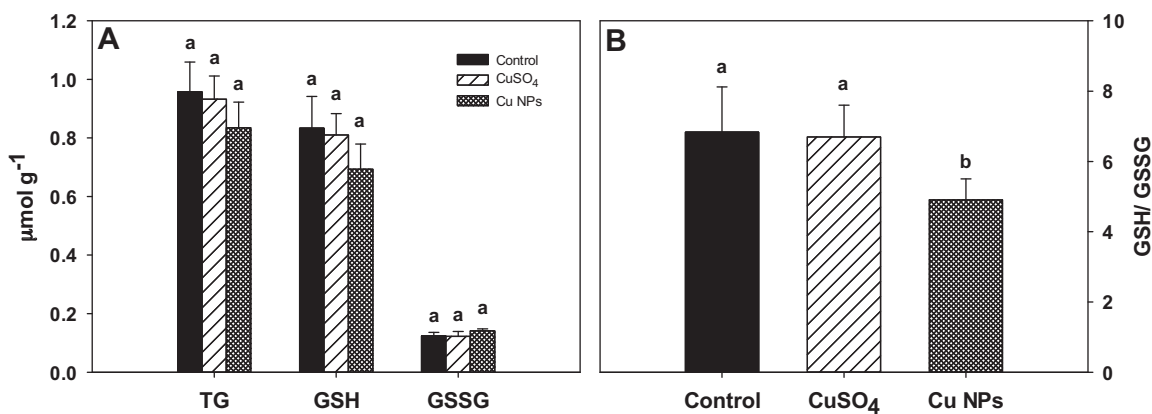 A
B
Control
CuSO₄
Cu NPs
μmol g⁻¹
1.2
1.0
0.8
0.6
0.4
0.2
0.0
a a a
a a a
a a a
TG GSH GSSG
a a b
Control CuSO₄ Cu NPs
10
8
6
4
2
0
GSH/ GSSG